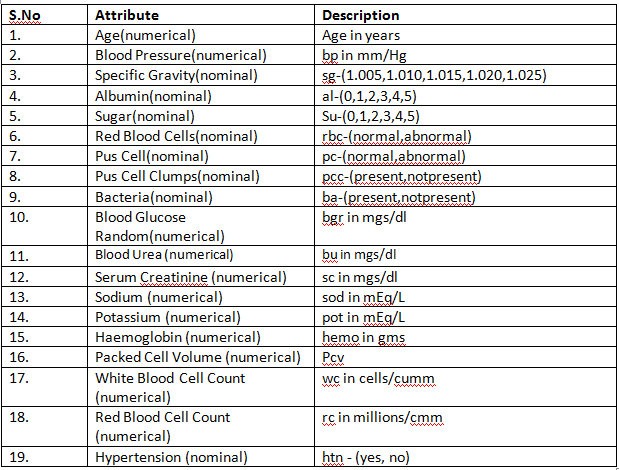 S.No Attribute Description
1. Age(numerical) Age in years
2. Blood Pressure(numerical) bp in mm/Hg
3. Specific Gravity(nominal) sg-(1.005,1.010,1.015,1.020,1.025)
4. Albumin(nominal) al-(0,1,2,3,4,5)
5. Sugar(nominal) Su-(0,1,2,3,4,5)
6. Red Blood Cells(nominal) rbc-(normal,abnormal)
7. Pus Cell(nominal) pc-(normal,abnormal)
8. Pus Cell Clumps(nominal) pcc-(present,notpresent)
9. Bacteria(nominal) ba-(present,notpresent)
10. Blood Glucose bgr in mgs/dl
Random(numerical)
11. Blood Urea (numerical) bu in mgs/dl
12. Serum Creatinine (numerical) sc in mgs/dl
13. Sodium (numerical) sod in mEq/L
14. Potassium (numerical) pot in mEq/L
15. Haemoglobin (numerical) hemo in gms
16. Packed Cell Volume (numerical) Pcv
17. White Blood Cell Count wc in cells/cumm
(numerical)
18. Red Blood Cell Count rc in millions/cmm
(numerical)
19. Hypertension (nominal) htn - (yes, no)